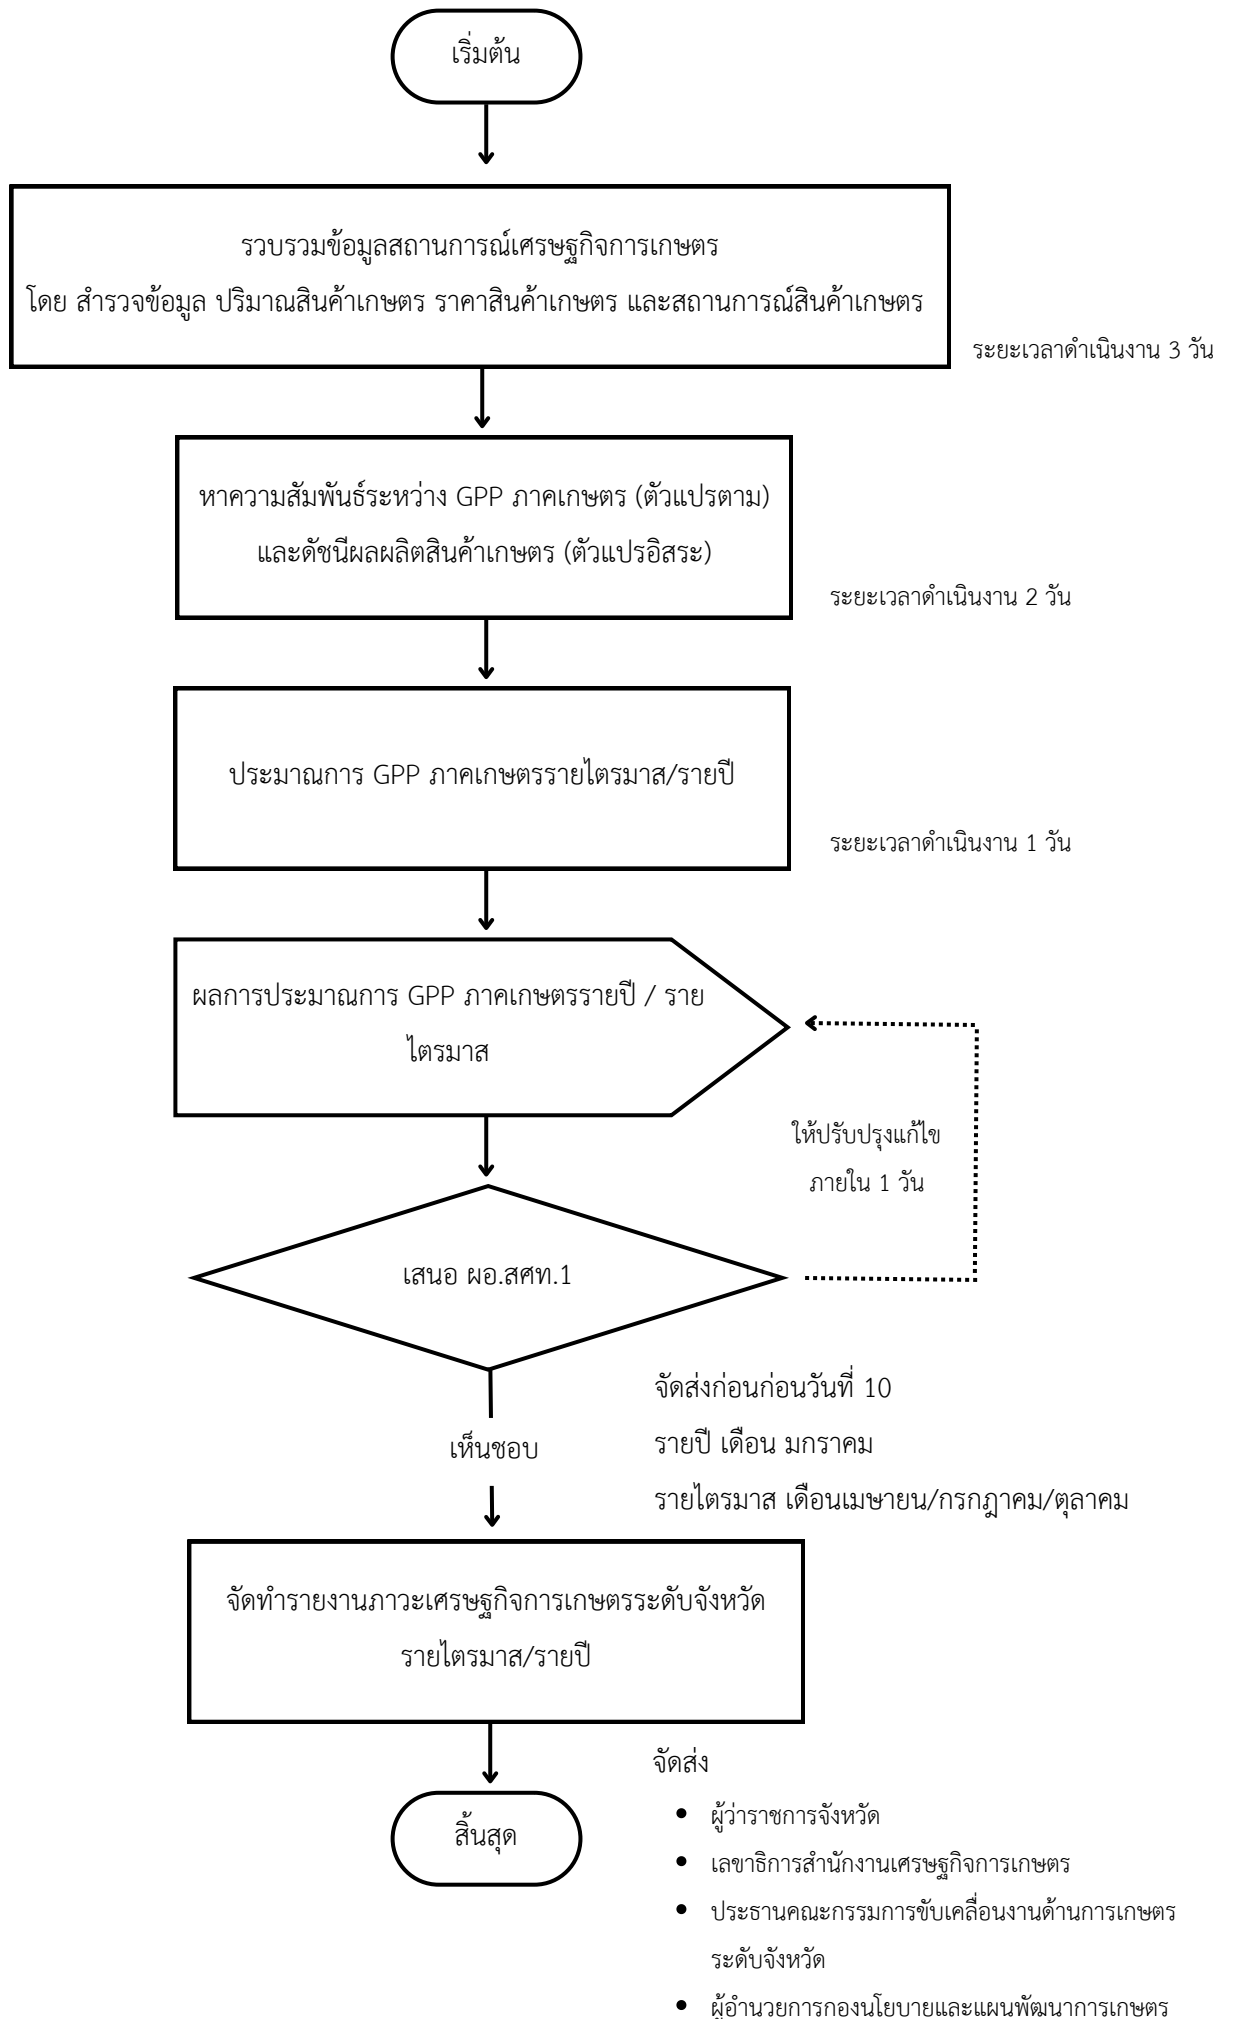 เริ่มต้น
รวบรวมข้อมูลสถานการณ์เศรษฐกิจการเกษตร
โดย สำรวจข้อมูล ปริมาณสินค้าเกษตร ราคาสินค้าเกษตร และสถานการณ์สินค้าเกษตร
ระยะเวลาดำเนินงาน 3 วัน
หาความสัมพันธ์ระหว่าง GPP ภาคเกษตร (ตัวแปรตาม)
และดัชนีผลผลิตสินค้าเกษตร (ตัวแปรอิสระ)
ระยะเวลาดำเนินงาน 2 วัน
ประมาณการ GPP ภาคเกษตรรายไตรมาส/รายปี
ระยะเวลาดำเนินงาน 1 วัน
ผลการประมาณการ GPP ภาคเกษตรรายปี / ราย
ไตรมาส
ให้ปรับปรุงแก้ไข
ภายใน 1 วัน
เสนอ ผอ.สศท.1
จัดส่งก่อนก่อนวันที่ 10
รายปี เดือน มกราคม
รายไตรมาส เดือนเมษายน/กรกฎาคม/ตุลาคม
เห็นชอบ
จัดทำรายงานภาวะเศรษฐกิจการเกษตรระดับจังหวัด
รายไตรมาส/รายปี
จัดส่ง
สิ้นสุด
• ผู้ว่าราชการจังหวัด
• เลขาธิการสำนักงานเศรษฐกิจการเกษตร
• ประธานคณะกรรมการขับเคลื่อนงานด้านการเกษตร
ระดับจังหวัด
• ผู้อำนวยการกองนโยบายและแผนพัฒนาการเกษตร